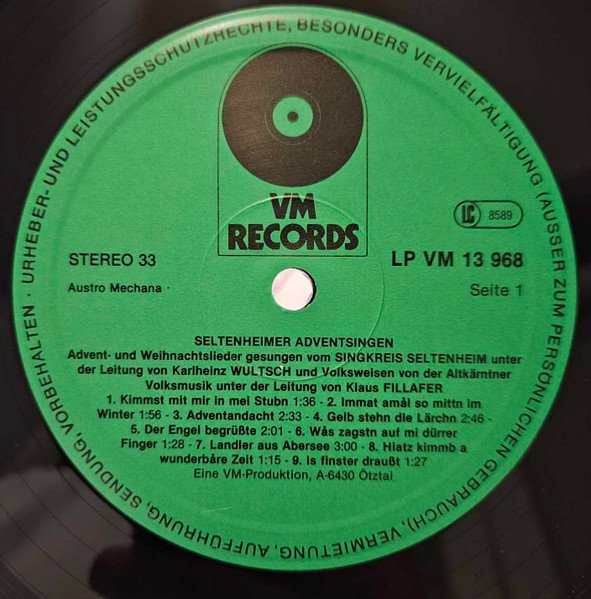 URHEBER- UND LEISTUNGSSCHUTZRECHTE, BESONDERS VERVIELFÄLTIGUNG (AUSSER ZUM PERSÖNLICHEN GEBRAUCH), VERMIETUNG, AUFFÜHRUNG, SENDUNG, VORBEHALTEN ·
VM
RECORDS
LC 8589
STEREO 33
LP VM 13 968
Austro Mechana ·
Seite 1
SELTENHEIMER ADVENTSINGEN
Advent- und Weihnachtslieder gesungen vom SINGKREIS SELTENHEIM unter
der Leitung von Karlheinz WULTSCH und Volksweisen von der Altkärntner
Volksmusik unter der Leitung von Klaus FILLAFER
1. Kimmst mit mir in mei Stubn 1:36 - 2. Immat amål so mittn im
Winter 1:56 - 3. Adventandacht 2:33 - 4. Gelb stehn die Lärchn 2:46 -
5. Der Engel begrüßte 2:01 - 6. Wås zagstn auf mi dürrer
Finger 1:28 - 7. Landler aus Abersee 3:00 - 8. Hiatz kimmb a
wunderbåre Zeit 1:15 - 9. Is finster draußt 1:27
Eine VM-Produktion, A-6430 Ötztal